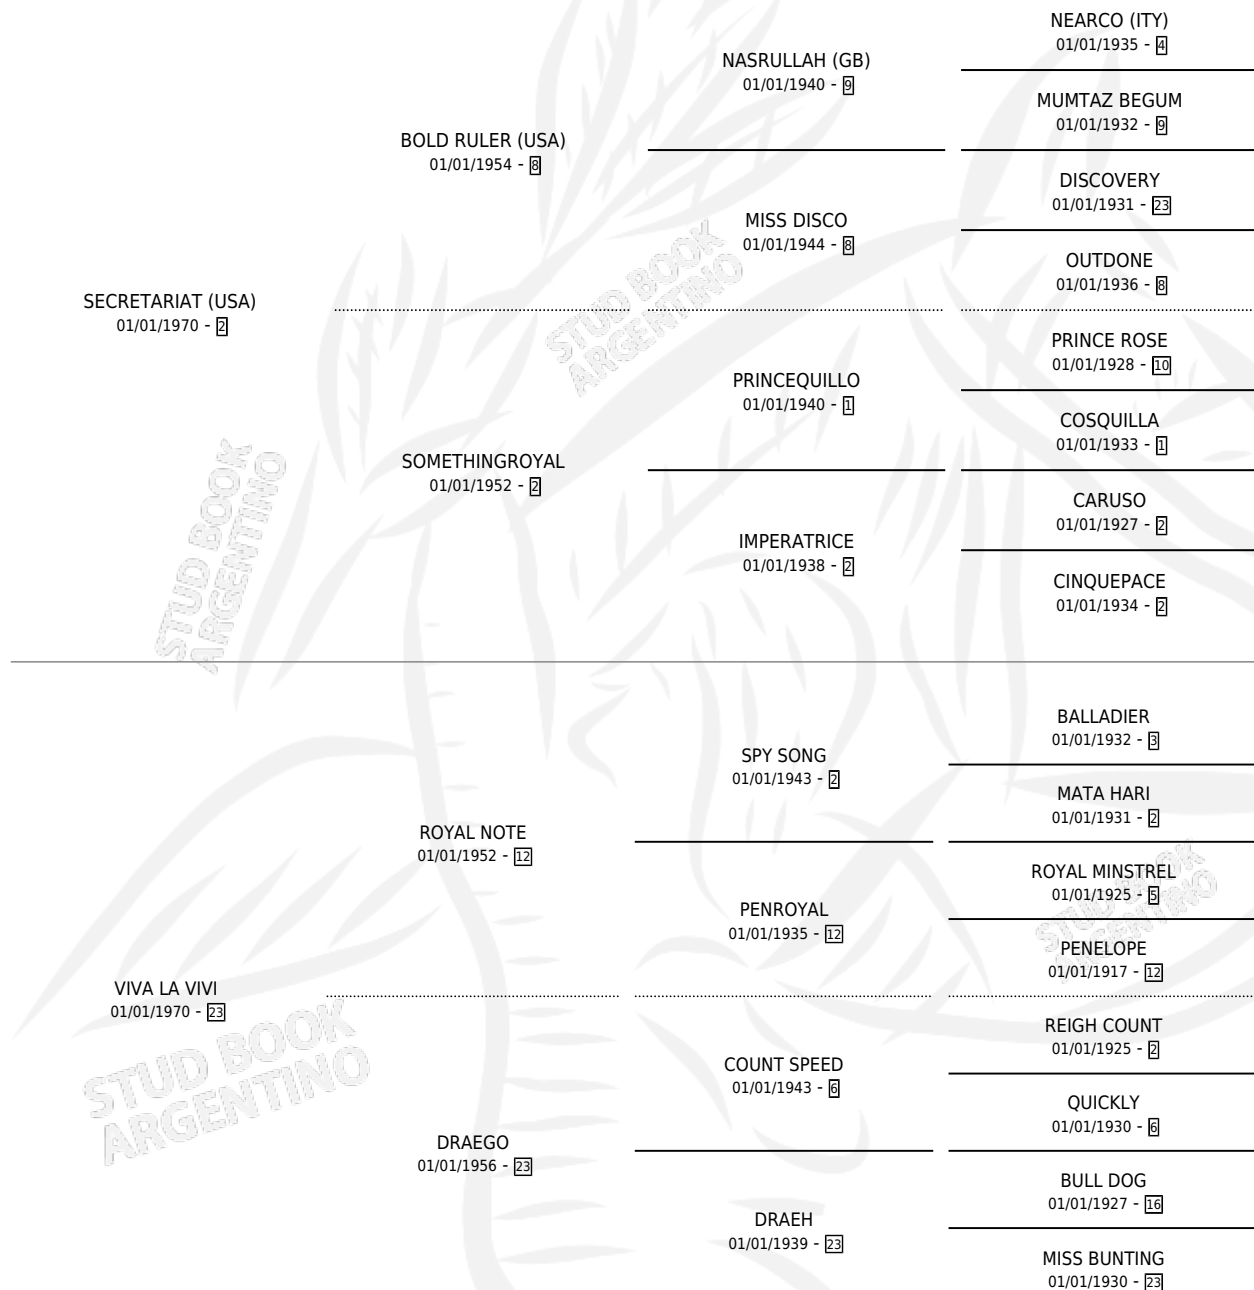 NEARCO (ITY)
01/01/1935 - 4
NASRULLAH (GB)
01/01/1940 - 9
MUMTAZ BEGUM
01/01/1932 - 9
BOLD RULER (USA)
01/01/1954 - 8
DISCOVERY
01/01/1931 - 23
MISS DISCO
01/01/1944 - 8
OUTDONE
01/01/1936 - 8
SECRETARIAT (USA)
01/01/1970 - 2
STUD BOOK
ARGENTINO
PRINCE ROSE
01/01/1928 - 10
PRINCEQUILLO
01/01/1940 - 1
COSQUILLA
01/01/1933 - 1
SOMETHINGROYAL
01/01/1952 - 2
CARUSO
01/01/1927 - 2
IMPERATRICE
01/01/1938 - 2
CINQUEPACE
01/01/1934 - 2
STUD BOOK
ARGENTINO
BALLADIER
01/01/1932 - 3
SPY SONG
01/01/1943 - 2
MATA HARI
01/01/1931 - 2
ROYAL NOTE
01/01/1952 - 12
ROYAL MINSTREL
01/01/1925 - 5
PENROYAL
01/01/1935 - 12
STUD BOOK
ARGENTINO
PENELOPE
01/01/1917 - 12
VIVA LA VIVI
01/01/1970 - 23
STUD BOOK
ARGENTINO
REIGH COUNT
01/01/1925 - 2
COUNT SPEED
01/01/1943 - 6
QUICKLY
01/01/1930 - 6
DRAEGO
01/01/1956 - 23
BULL DOG
01/01/1927 - 16
DRAEH
01/01/1939 - 23
MISS BUNTING
01/01/1930 - 23